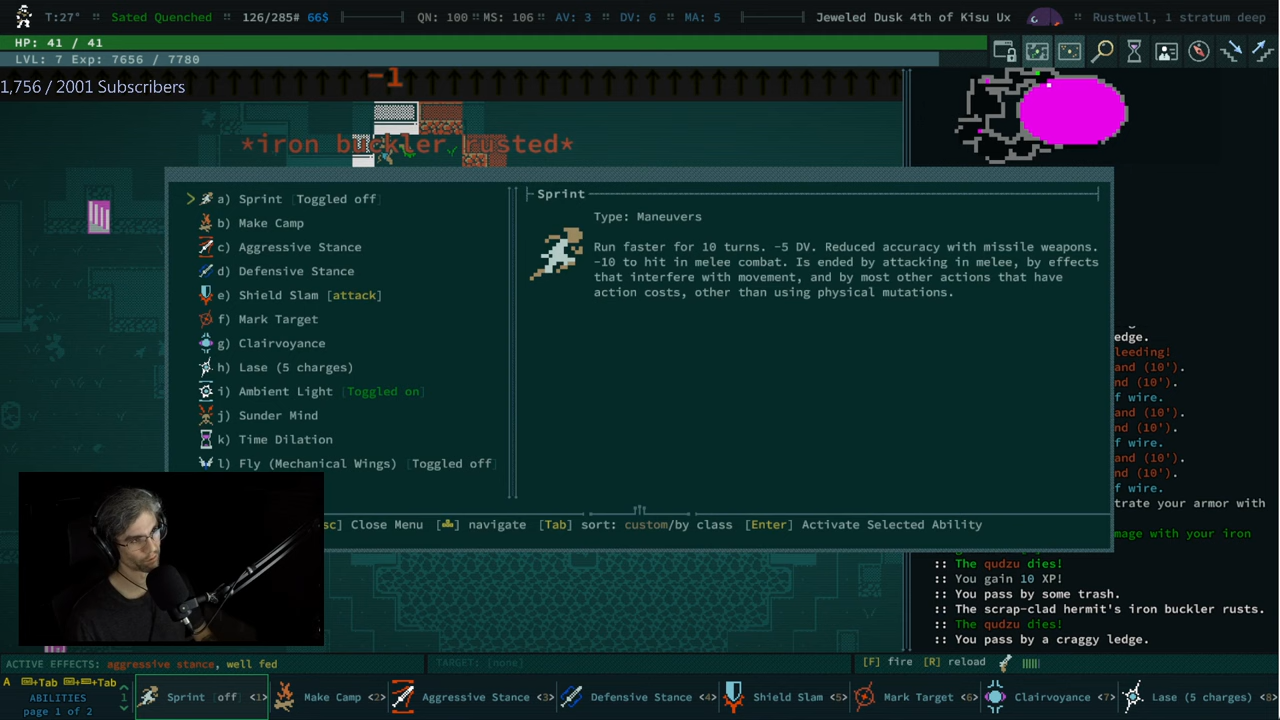 T:27° :: Sated Quenched :: 126/285# 66$ QN: 100 :: MS: 106 :: AV: 3 :: DV: 6 :: MA: 5 Jeweled Dusk 4th of Kisu Ux :: Rustwell, 1 stratum deep
HP: 41 / 41
LVL: 7 Exp: 7656 / 7780
1,756 / 2001 Subscribers
-1
*iron buckler rusted*
> a) Sprint [Toggled off]
b) Make Camp
c) Aggressive Stance
d) Defensive Stance
e) Shield Slam [attack]
f) Mark Target
g) Clairvoyance
h) Lase (5 charges)
i) Ambient Light [Toggled on]
j) Sunder Mind
k) Time Dilation
l) Fly (Mechanical Wings) [Toggled off]
Sprint
Type: Maneuvers
Run faster for 10 turns. -5 DV. Reduced accuracy with missile weapons.
-10 to hit in melee combat. Is ended by attacking in melee, by effects
that interfere with movement, and by most other actions that have
action costs, other than using physical mutations.
sc] Close Menu [] navigate [Tab] sort: custom/by class [Enter] Activate Selected Ability
edge.
leeding!
and (10').
nd (10').
f wire.
and (10').
nd (10').
f wire.
and (10').
nd (10').
f wire.
trate your armor with
mage with your iron
:: The qudzu dies!
:: You gain 10 XP!
:: You pass by some trash.
:: The scrap-clad hermit's iron buckler rusts.
:: The qudzu dies!
:: You pass by a craggy ledge.
ACTIVE EFFECTS: aggressive stance, well fed
TARGET: [none]
[F] fire [R] reload
A +Tab +Tab
ABILITIES
page 1 of 2
Sprint [off] <1> Make Camp <2> Aggressive Stance <3> Defensive Stance <4> Shield Slam <5> Mark Target <6> Clairvoyance <7> Lase (5 charges) <8>